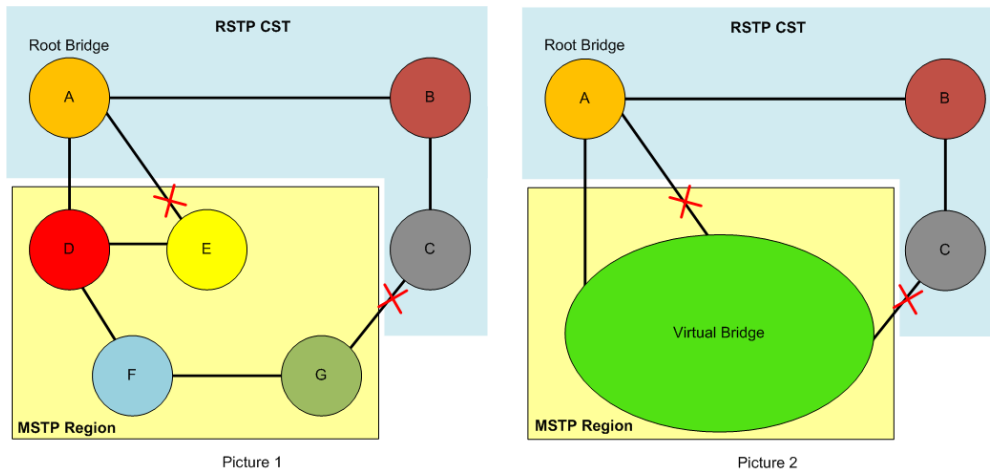 RSTP CST
Root Bridge
A
B
D
E
C
F
G
MSTP Region
Picture 1
RSTP CST
Root Bridge
A
B
C
Virtual Bridge
MSTP Region
Picture 2